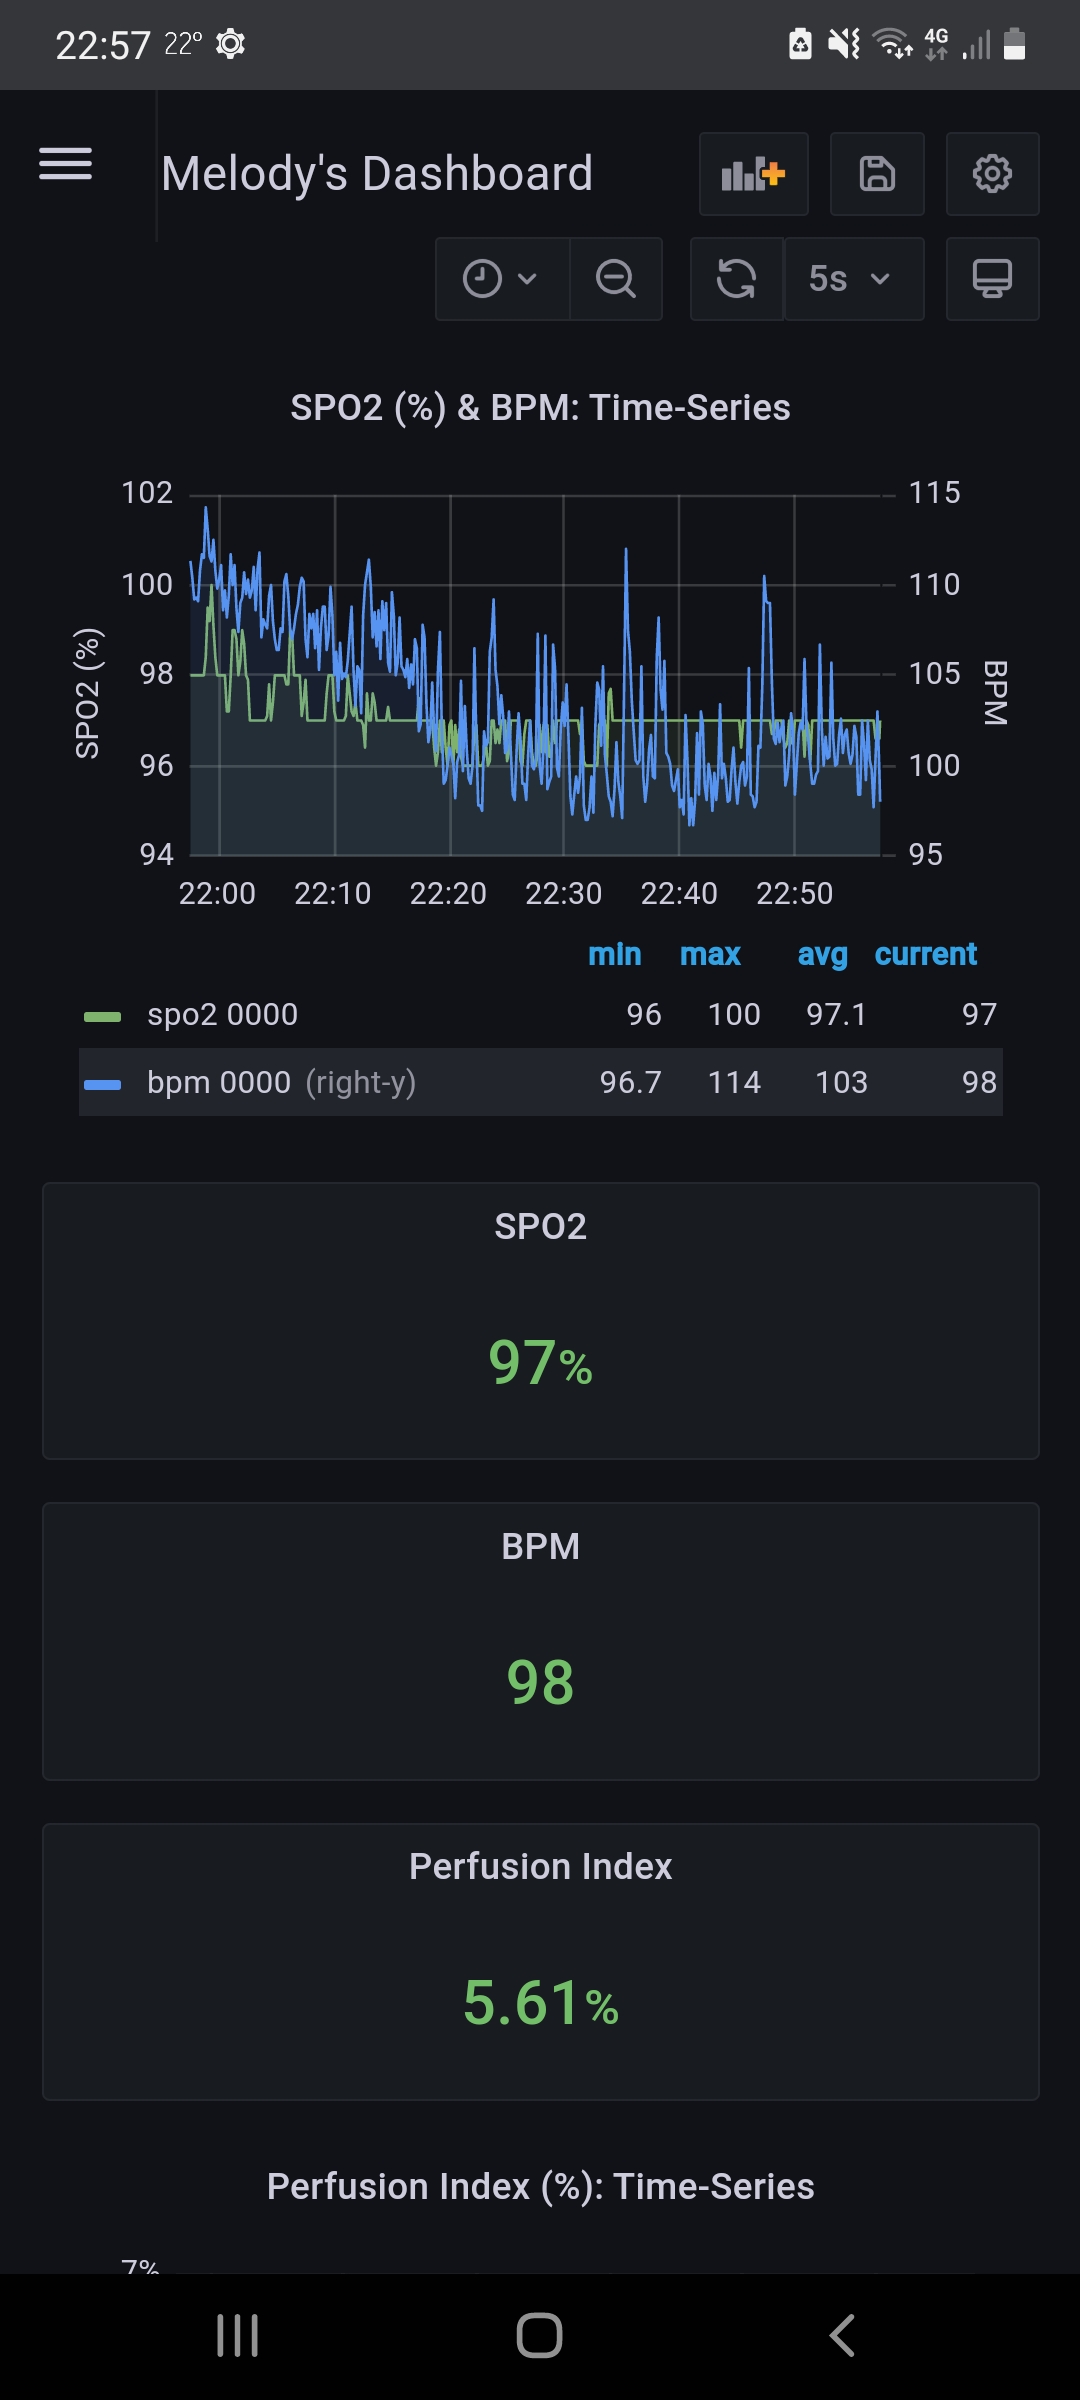 22:57 22° 4G
Melody's Dashboard
5s
SPO2 (%) & BPM: Time-Series
102 115
100 110
98 105
96 100
94 95
SPO2 (%)
BPM
22:00 22:10 22:20 22:30 22:40 22:50
min max avg current
spo2 0000 96 100 97.1 97
bpm 0000 (right-y) 96.7 114 103 98
SPO2
97%
BPM
98
Perfusion Index
5.61%
Perfusion Index (%): Time-Series
7%